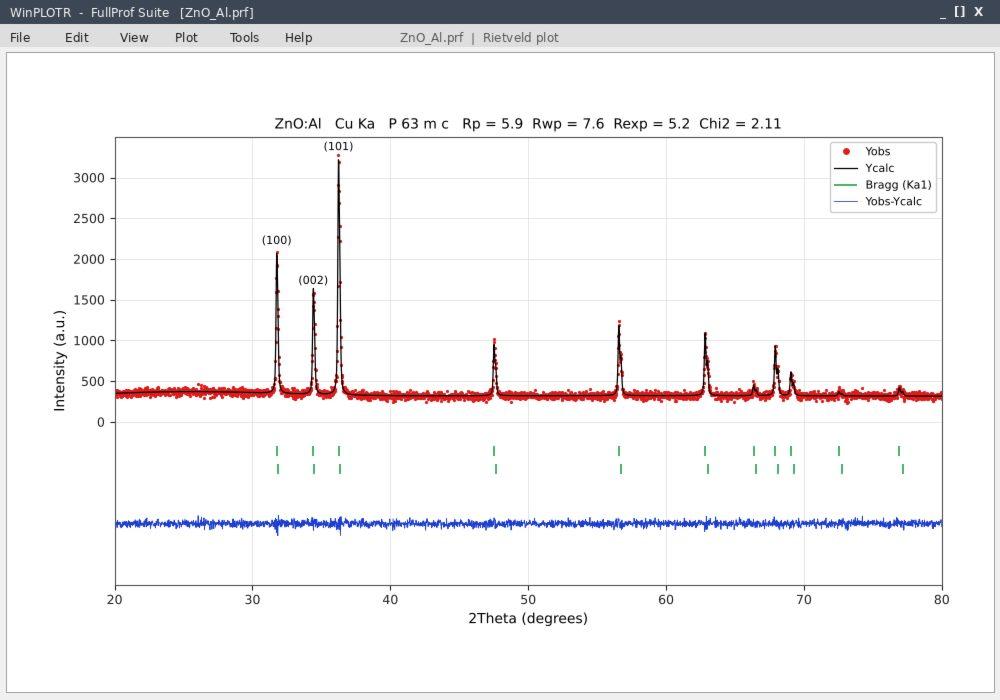 WinPLOTR - FullProf Suite [ZnO_Al.prf] _ [] X
File Edit View Plot Tools Help ZnO_Al.prf | Rietveld plot
ZnO:Al Cu Ka P 63 m c Rp = 5.9 Rwp = 7.6 Rexp = 5.2 Chi2 = 2.11
(101)
(100)
(002)
Yobs
Ycalc
Bragg (Ka1)
Yobs-Ycalc
3000
2500
2000
1500
1000
500
0
Intensity (a.u.)
20 30 40 50 60 70 80
2Theta (degrees)